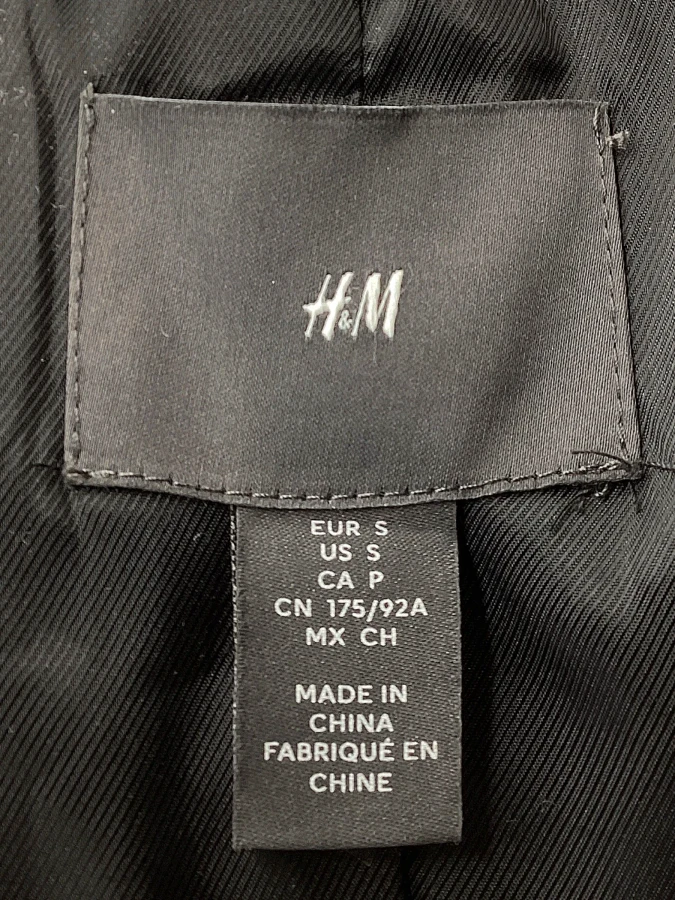 H&M
EUR S
US S
CA P
CN 175/92A
MX CH
MADE IN
CHINA
FABRIQUÉ EN
CHINE